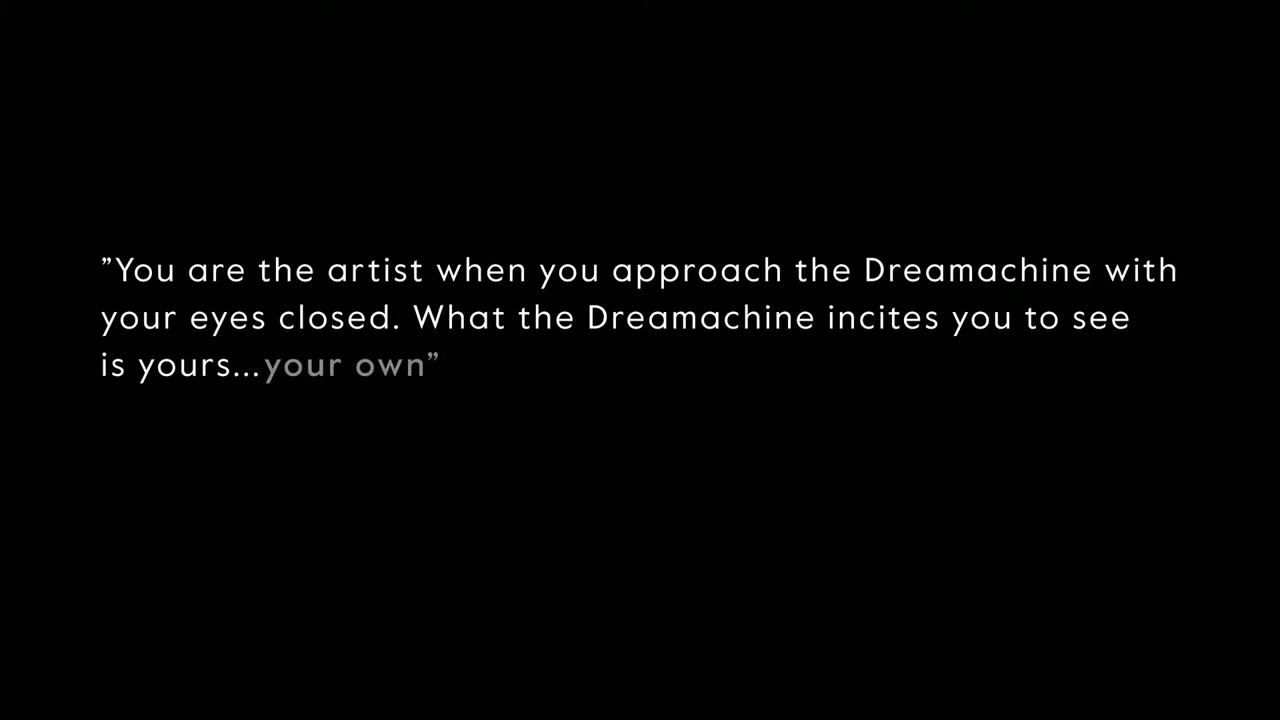 ”You are the artist when you approach the Dreamachine with
your eyes closed. What the Dreamachine incites you to see
is yours...your own”